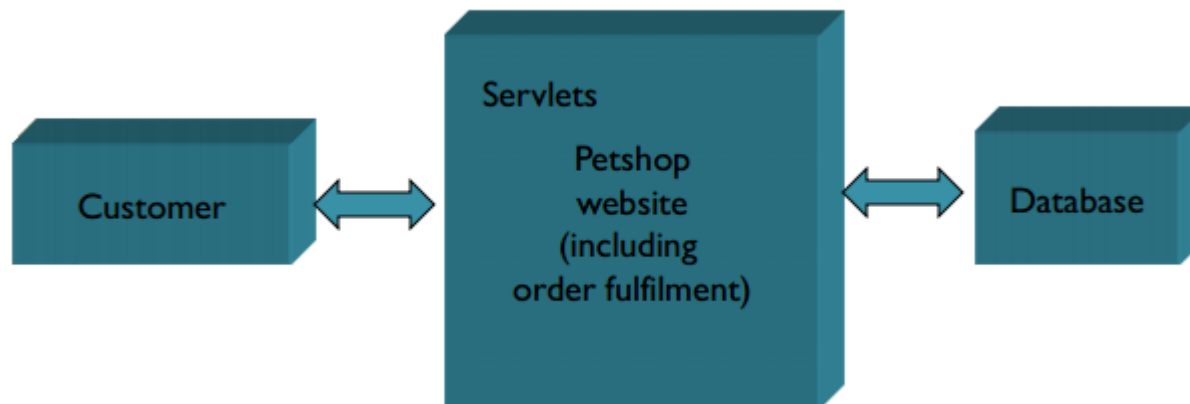 Customer
Servlets
Petshop
website
(including
order fulfilment)
Database